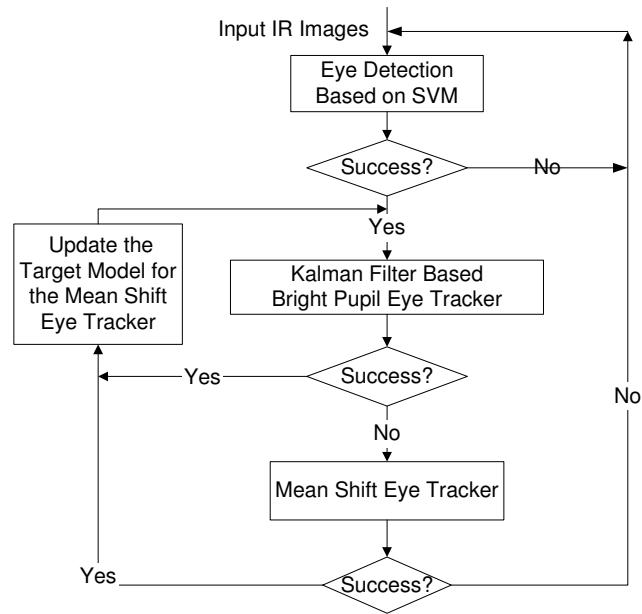 Input IR Images
Eye Detection
Based on SVM
Success?
No
Yes
Update the
Target Model for
the Mean Shift
Eye Tracker
Kalman Filter Based
Bright Pupil Eye Tracker
Yes
Success?
No
No
Mean Shift Eye Tracker
Yes
Success?